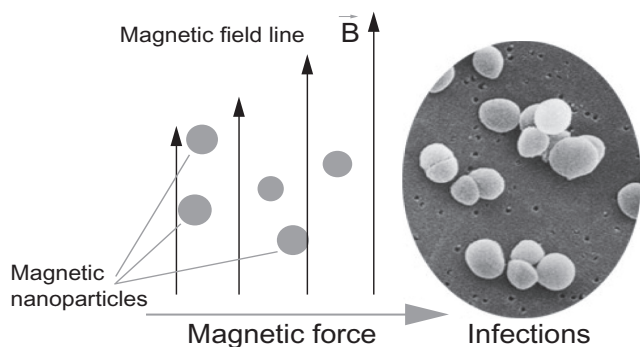 Magnetic field line
B
Magnetic
nanoparticles
Magnetic force
Infections